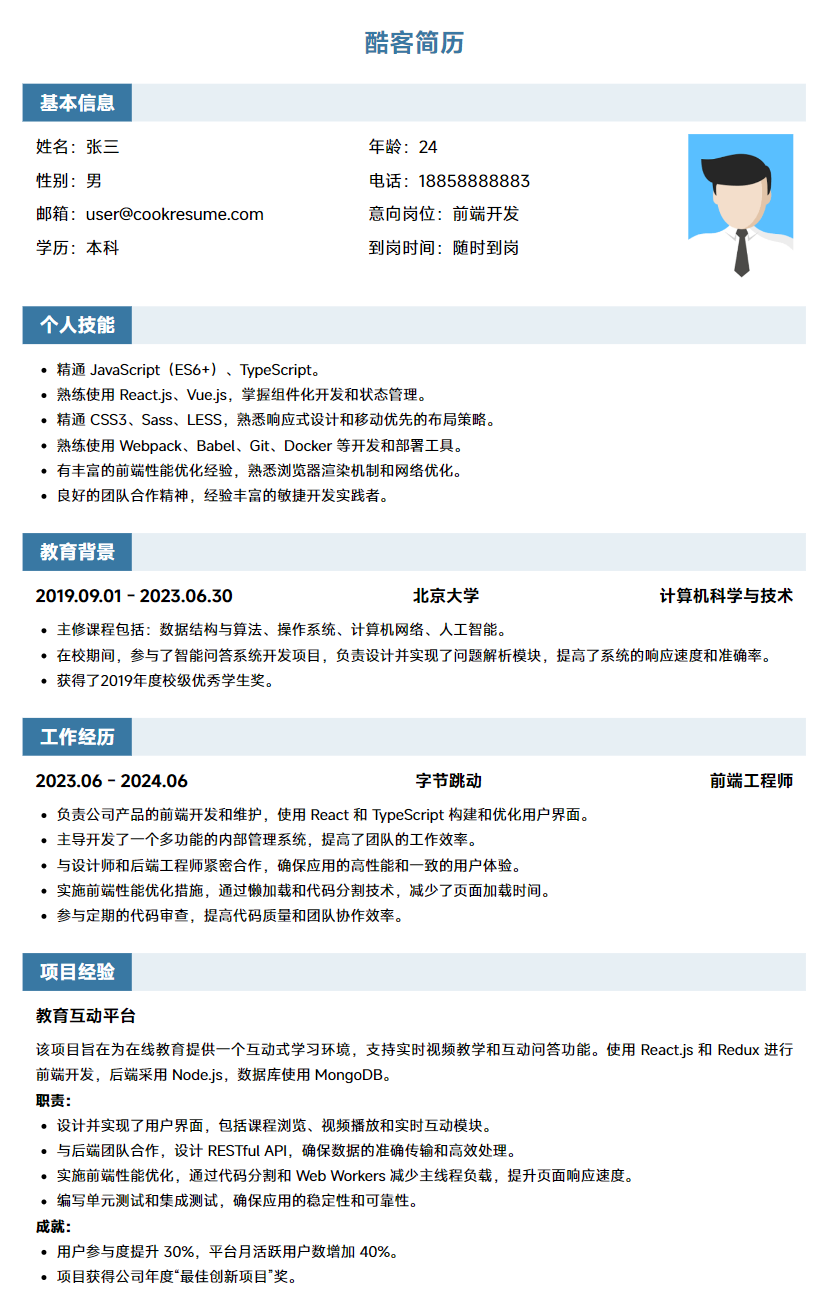 酷客简历
基本信息
姓名：张三
年龄：24
性别：男
电话：18858888883
邮箱：user@cookresume.com
意向岗位：前端开发
学历：本科
到岗时间：随时到岗
个人技能
• 精通 JavaScript（ES6+）、TypeScript。
• 熟练使用 React.js、Vue.js，掌握组件化开发和状态管理。
• 精通 CSS3、Sass、LESS，熟悉响应式设计和移动优先的布局策略。
• 熟练使用 Webpack、Babel、Git、Docker 等开发和部署工具。
• 有丰富的前端性能优化经验，熟悉浏览器渲染机制和网络优化。
• 良好的团队合作精神，经验丰富的敏捷开发实践者。
教育背景
2019.09.01 - 2023.06.30 北京大学 计算机科学与技术
• 主修课程包括：数据结构与算法、操作系统、计算机网络、人工智能。
• 在校期间，参与了智能问答系统开发项目，负责设计并实现了问题解析模块，提高了系统的响应速度和准确率。
• 获得了2019年度校级优秀学生奖。
工作经历
2023.06 - 2024.06 字节跳动 前端工程师
• 负责公司产品的前端开发和维护，使用 React 和 TypeScript 构建和优化用户界面。
• 主导开发了一个多功能的内部管理系统，提高了团队的工作效率。
• 与设计师和后端工程师紧密合作，确保应用的高性能和一致的用户体验。
• 实施前端性能优化措施，通过懒加载和代码分割技术，减少了页面加载时间。
• 参与定期的代码审查，提高代码质量和团队协作效率。
项目经验
教育互动平台
该项目旨在为在线教育提供一个互动式学习环境，支持实时视频教学和互动问答功能。使用 React.js 和 Redux 进行
前端开发，后端采用 Node.js，数据库使用 MongoDB。
职责：
• 设计并实现了用户界面，包括课程浏览、视频播放和实时互动模块。
• 与后端团队合作，设计 RESTful API，确保数据的准确传输和高效处理。
• 实施前端性能优化，通过代码分割和 Web Workers 减少主线程负载，提升页面响应速度。
• 编写单元测试和集成测试，确保应用的稳定性和可靠性。
成就：
• 用户参与度提升 30%，平台月活跃用户数增加 40%。
• 项目获得公司年度“最佳创新项目”奖。